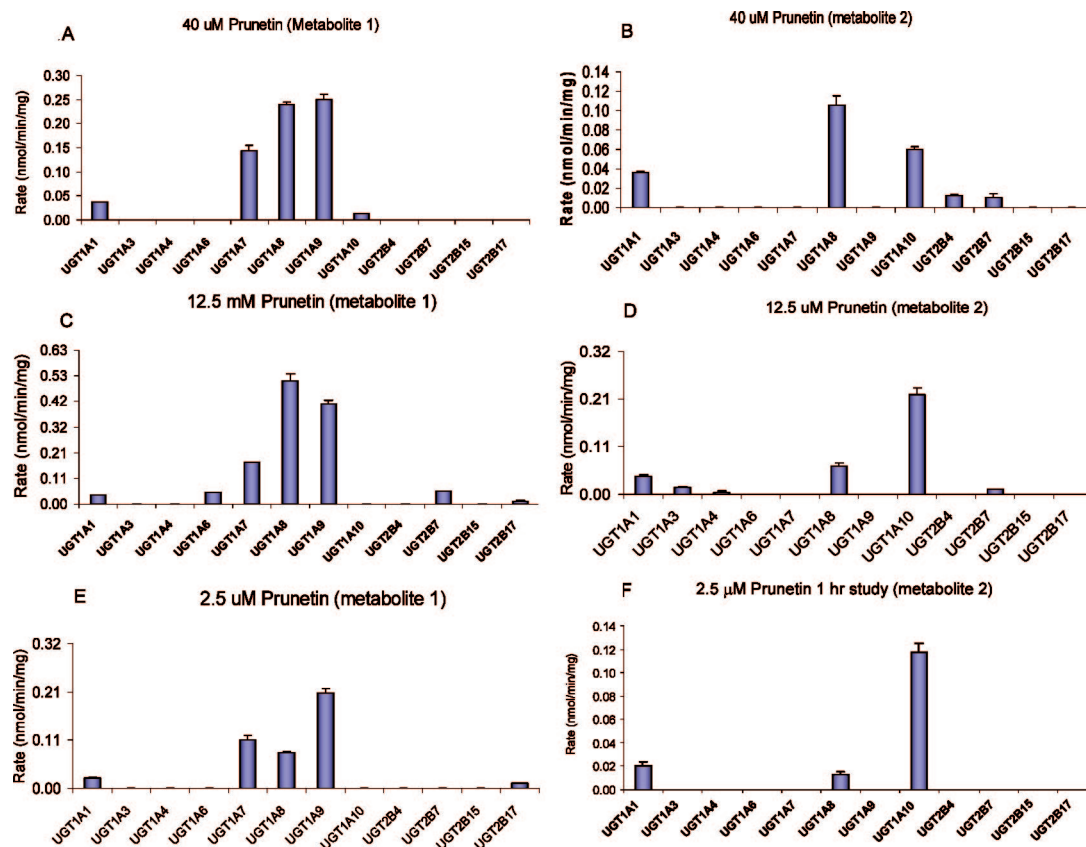 A
40 uM Prunetin (Metabolite 1)
Rate (nmol/min/mg)
0.30
0.25
0.20
0.15
0.10
0.05
0.00
UGT1A1
UGT1A3
UGT1A4
UGT1A6
UGT1A7
UGT1A8
UGT1A9
UGT1A10
UGT2B4
UGT2B7
UGT2B15
UGT2B17
B
40 uM Prunetin (metabolite 2)
Rate (nmol/min/mg)
0.14
0.12
0.10
0.08
0.06
0.04
0.02
0.00
UGT1A1
UGT1A3
UGT1A4
UGT1A6
UGT1A7
UGT1A8
UGT1A9
UGT1A10
UGT2B4
UGT2B7
UGT2B15
UGT2B17
C
12.5 mM Prunetin (metabolite 1)
Rate (nmol/min/mg)
0.63
0.53
0.42
0.32
0.21
0.11
0.00
UGT1A1
UGT1A3
UGT1A4
UGT1A6
UGT1A7
UGT1A8
UGT1A9
UGT1A10
UGT2B4
UGT2B7
UGT2B15
UGT2B17
D
12.5 uM Prunetin (metabolite 2)
Rate (nmol/min/mg)
0.32
0.21
0.11
0.00
UGT1A1
UGT1A3
UGT1A4
UGT1A6
UGT1A7
UGT1A8
UGT1A9
UGT1A10
UGT2B4
UGT2B7
UGT2B15
UGT2B17
E
2.5 uM Prunetin (metabolite 1)
Rate (nmol/min/mg)
0.32
0.21
0.11
0.00
UGT1A1
UGT1A3
UGT1A4
UGT1A6
UGT1A7
UGT1A8
UGT1A9
UGT1A10
UGT2B4
UGT2B7
UGT2B15
UGT2B17
F
2.5 μM Prunetin 1 hr study (metabolite 2)
Rate (nmol/min/mg)
0.14
0.12
0.10
0.08
0.06
0.04
0.02
0.00
UGT1A1
UGT1A3
UGT1A4
UGT1A6
UGT1A7
UGT1A8
UGT1A9
UGT1A10
UGT2B4
UGT2B7
UGT2B15
UGT2B17